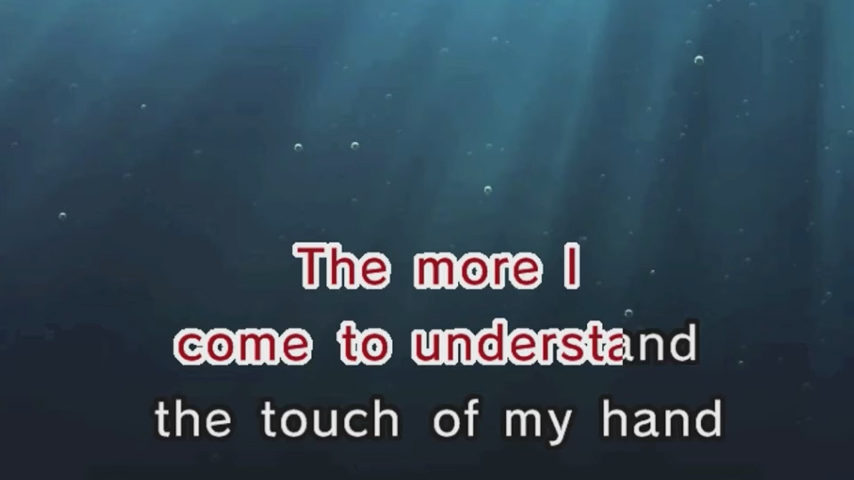 The more I
come to understand
the touch of my hand